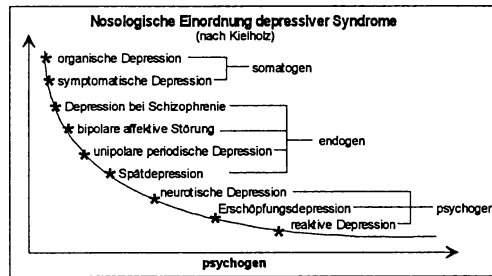 Nosologische Einordnung depressiver Syndrome
(nach Kielholz)
organische Depression
somatogen
symptomatische Depression
Depression bei Schizophrenie
bipolare affektive Störung
endogen
unipolare periodische Depression
Spätdepression
neurotische Depression
Erschöpfungsdepression
psychogen
reaktive Depression
psychogen